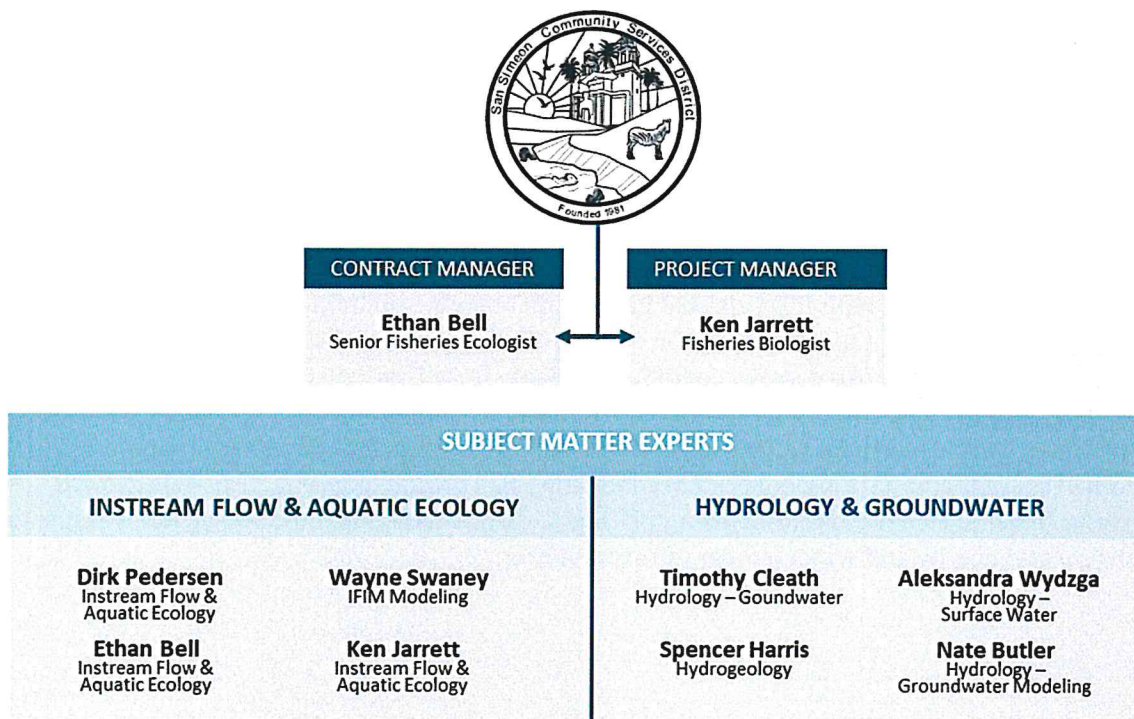 San Simeon Community Services District
Founded 1961
CONTRACT MANAGER
Ethan Bell
Senior Fisheries Ecologist
PROJECT MANAGER
Ken Jarrett
Fisheries Biologist
SUBJECT MATTER EXPERTS
INSTREAM FLOW & AQUATIC ECOLOGY
Dirk Pedersen
Instream Flow &
Aquatic Ecology
Wayne Swaney
IFIM Modeling
Ethan Bell
Instream Flow &
Aquatic Ecology
Ken Jarrett
Instream Flow &
Aquatic Ecology
HYDROLOGY & GROUNDWATER
Timothy Cleath
Hydrology – Goundwater
Aleksandra Wydzga
Hydrology –
Surface Water
Spencer Harris
Hydrogeology
Nate Butler
Hydrology –
Groundwater Modeling